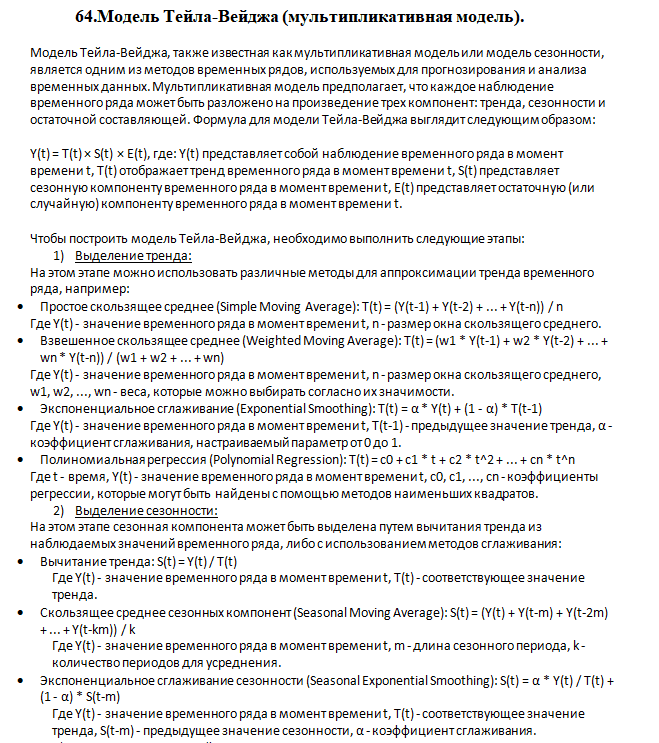 64.Модель Тейла-Вейджа (мультипликативная модель).
Модель Тейла-Вейджа, также известная как мультипликативная модель или модель сезонности,
является одним из методов временных рядов, используемых для прогнозирования и анализа
временных данных. Мультипликативная модель предполагает, что каждое наблюдение
временного ряда может быть разложено на произведение трех компонент: тренда, сезонности и
остаточной составляющей. Формула для модели Тейла-Вейджа выглядит следующим образом:
Y(t) = T(t) × S(t) × E(t), где: Y(t) представляет собой наблюдение временного ряда в момент
времени t, T(t) отображает тренд временного ряда в момент времени t, S(t) представляет
сезонную компоненту временного ряда в момент времени t, E(t) представляет остаточную (или
случайную) компоненту временного ряда в момент времени t.
Чтобы построить модель Тейла-Вейджа, необходимо выполнить следующие этапы:
1) Выделение тренда:
На этом этапе можно использовать различные методы для аппроксимации тренда временного
ряда, например:
• Простое скользящее среднее (Simple Moving Average): T(t) = (Y(t-1) + Y(t-2) + ... + Y(t-n)) / n
Где Y(t) - значение временного ряда в момент времени t, n - размер окна скользящего среднего.
• Взвешенное скользящее среднее (Weighted Moving Average): T(t) = (w1 * Y(t-1) + w2 * Y(t-2) + ... +
wn * Y(t-n)) / (w1 + w2 + ... + wn)
Где Y(t) - значение временного ряда в момент времени t, n - размер окна скользящего среднего,
w1, w2, ..., wn - веса, которые можно выбирать согласно их значимости.
• Экспоненциальное сглаживание (Exponential Smoothing): T(t) = α * Y(t) + (1 - α) * T(t-1)
Где Y(t) - значение временного ряда в момент времени t, T(t-1) - предыдущее значение тренда, α -
коэффициент сглаживания, настраиваемый параметр от 0 до 1.
• Полиномиальная регрессия (Polynomial Regression): T(t) = c0 + c1 * t + c2 * t^2 + ... + cn * t^n
Где t - время, Y(t) - значение временного ряда в момент времени t, c0, c1, ..., cn - коэффициенты
регрессии, которые могут быть найдены с помощью методов наименьших квадратов.
2) Выделение сезонности:
На этом этапе сезонная компонента может быть выделена путем вычитания тренда из
наблюдаемых значений временного ряда, либо с использованием методов сглаживания:
• Вычитание тренда: S(t) = Y(t) / T(t)
Где Y(t) - значение временного ряда в момент времени t, T(t) - соответствующее значение
тренда.
• Скользящее среднее сезонных компонент (Seasonal Moving Average): S(t) = (Y(t) + Y(t-m) + Y(t-2m)
+ ... + Y(t-km)) / k
Где Y(t) - значение временного ряда в момент времени t, m - длина сезонного периода, k -
количество периодов для усреднения.
• Экспоненциальное сглаживание сезонности (Seasonal Exponential Smoothing): S(t) = α * Y(t) / T(t) +
(1 - α) * S(t-m)
Где Y(t) - значение временного ряда в момент времени t, T(t) - соответствующее значение
тренда, S(t-m) - предыдущее значение сезонности, α - коэффициент сглаживания.